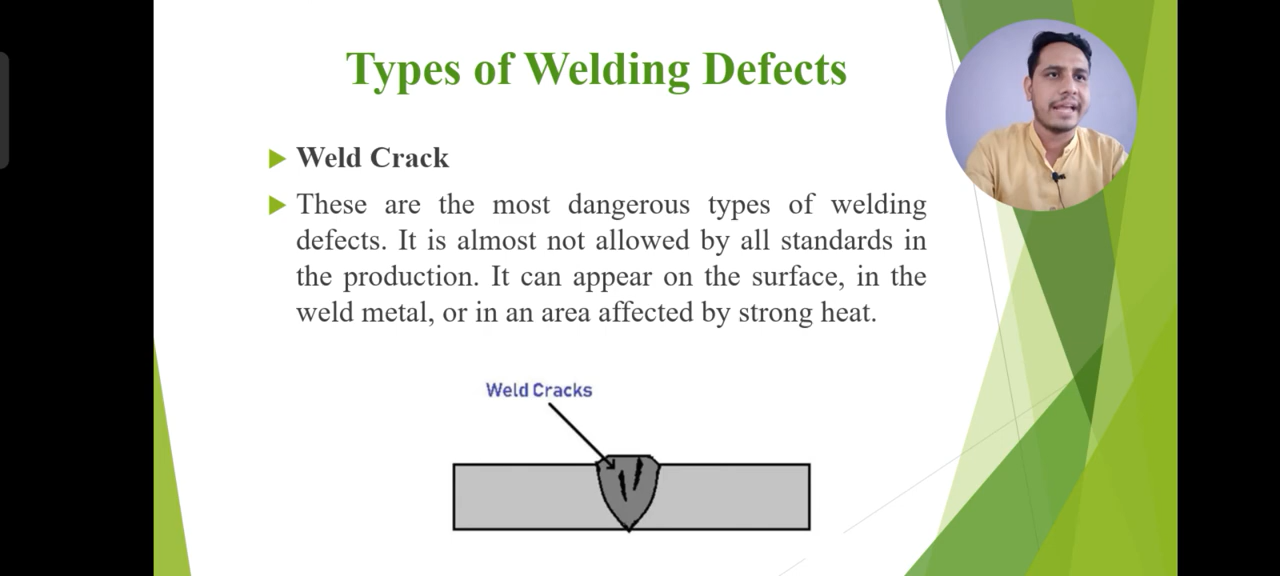 Types of Welding Defects
Weld Crack
These are the most dangerous types of welding
defects. It is almost not allowed by all standards in
the production. It can appear on the surface, in the
weld metal, or in an area affected by strong heat.
Weld Cracks